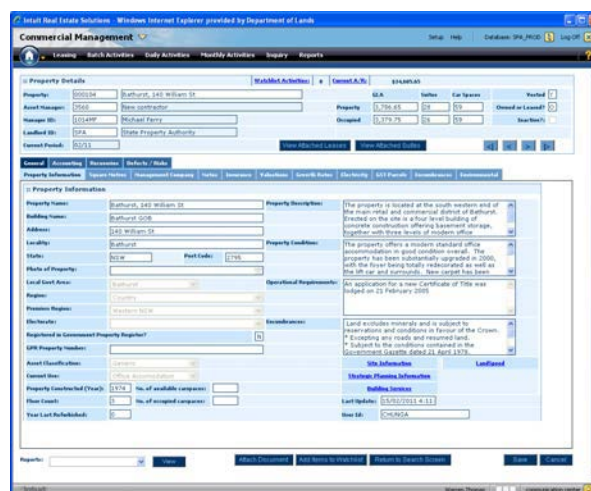 Intuit Real Estate Solutions - Windows Internet Explorer provided by Department of Lands
Commercial Management
Setup Help Database: SPA_PROD Log Off
Leasing Batch Activities Daily Activities Monthly Activities Inquiry Reports
Property Details Watchlist Activities: 0 Current A/R: $34,605.65
Property: 000104 Bathurst, 140 William St GLA Suites Car Spaces Vested Y
Asset Manager: 3560 New contractor Property 28 59 Owned or Leased? O
Manager ID: 1014MF Michael Ferry Occupied 3,379.75 26 59 Inactive?:
Landlord ID: SPA State Property Authority
Current Period: 02/11 View Attached Leases View Attached Suites
General Accounting Recoveries Defects / Risks
Property Information Square Metres Management Company Notes Insurance Valuations Growth Rates Electricity GST Parcels Encumbrances Environmental
Property Information
Property Name: Bathurst, 140 William St Property Description: The property is located at the south western end of
the main retail and commercial district of Bathurst.
Building Name: Bathurst GOB Erected on the site is a four level building of
concrete construction offering basement storage,
Address: 140 William St together with three levels of modern office
Locality: Bathurst Property Condition: The property offers a modern standard office
accommodation in good condition overall. The
State: NSW Post Code: 2795 property has been substantially upgraded in 2000,
with the foyer being totally redecorated as well as
Photo of Property: the lift car and surrounds. New carpet has been
Local Govt Area: Bathurst Operational Requirements: An application for a new Certificate of Title was
lodged on 21 February 2005
Region: Country
Premiers Region: Western NSW
Electorate: Encumbrances: Land excludes minerals and is subject to
reservations and conditions in favour of the Crown.
Registered in Government Property Register? N * Excepting any roads and resumed land.
* Subject to the conditions contained in the
GPR Property Number: Government Gazette dated 21 April 1978.
Asset Classification: Generic Site Information LandSpeed
Current Use: Office Accommodation Strategic Planning Information
Property Constructed (Year): 1974 No. of available carspaces: Building Services
Floor Count: 3 No. of occupied carspaces: Last Update: 15/02/2011 4:11:
Year Last Refurbished: 0 User Id: CHUNGA
Reports: View Attach Document Add Items to Watchlist Return to Search Screen Save Cancel